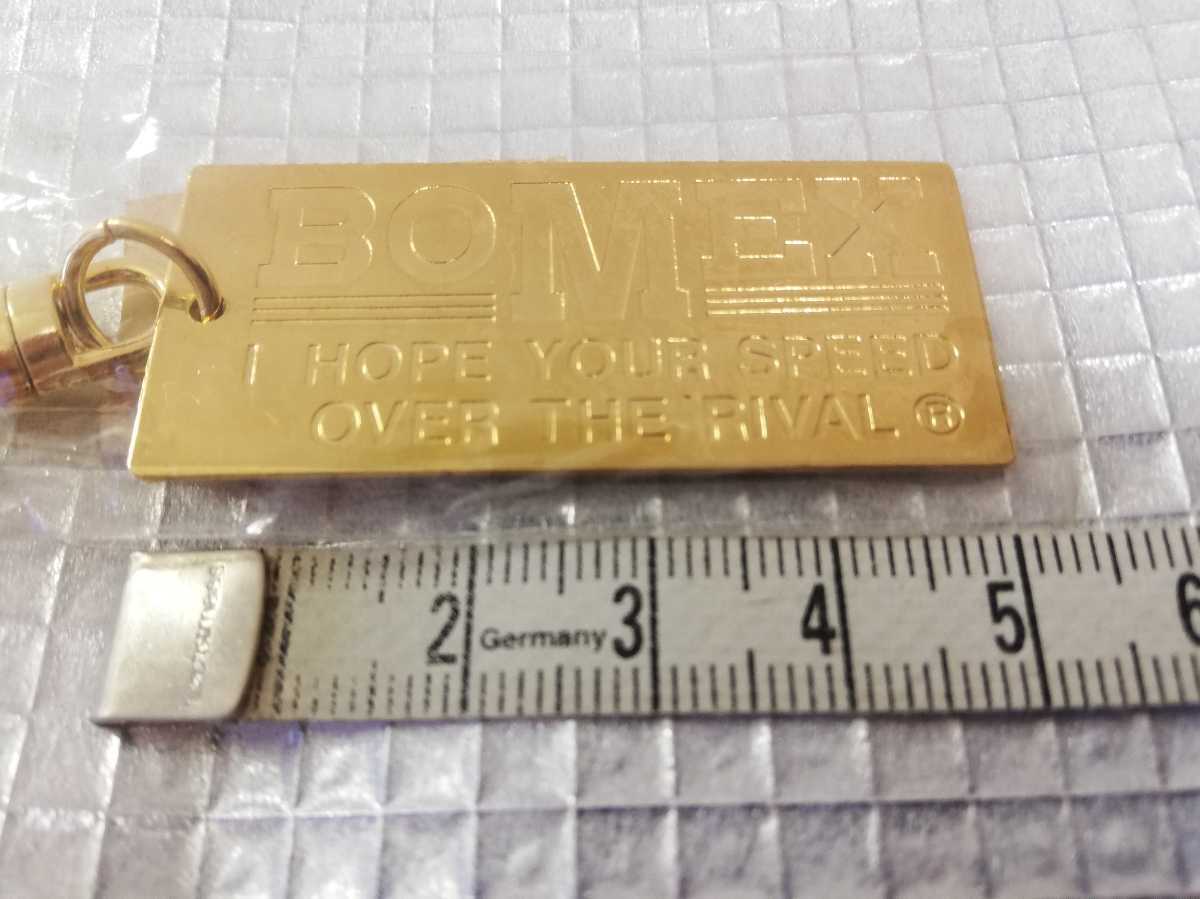 BOMEX
I HOPE YOUR SPEED
OVER THE RIVAL ®
2 Germany 3 4 5 6